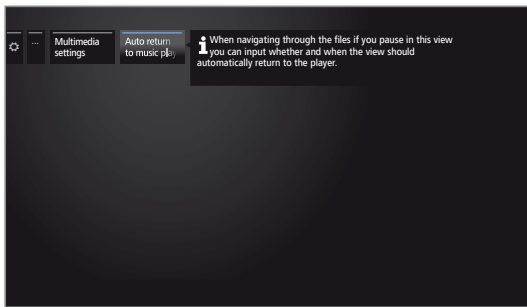 ...
Multimedia
settings
Auto return
to music play
When navigating through the files if you pause in this view
you can input whether and when the view should
automatically return to the player.